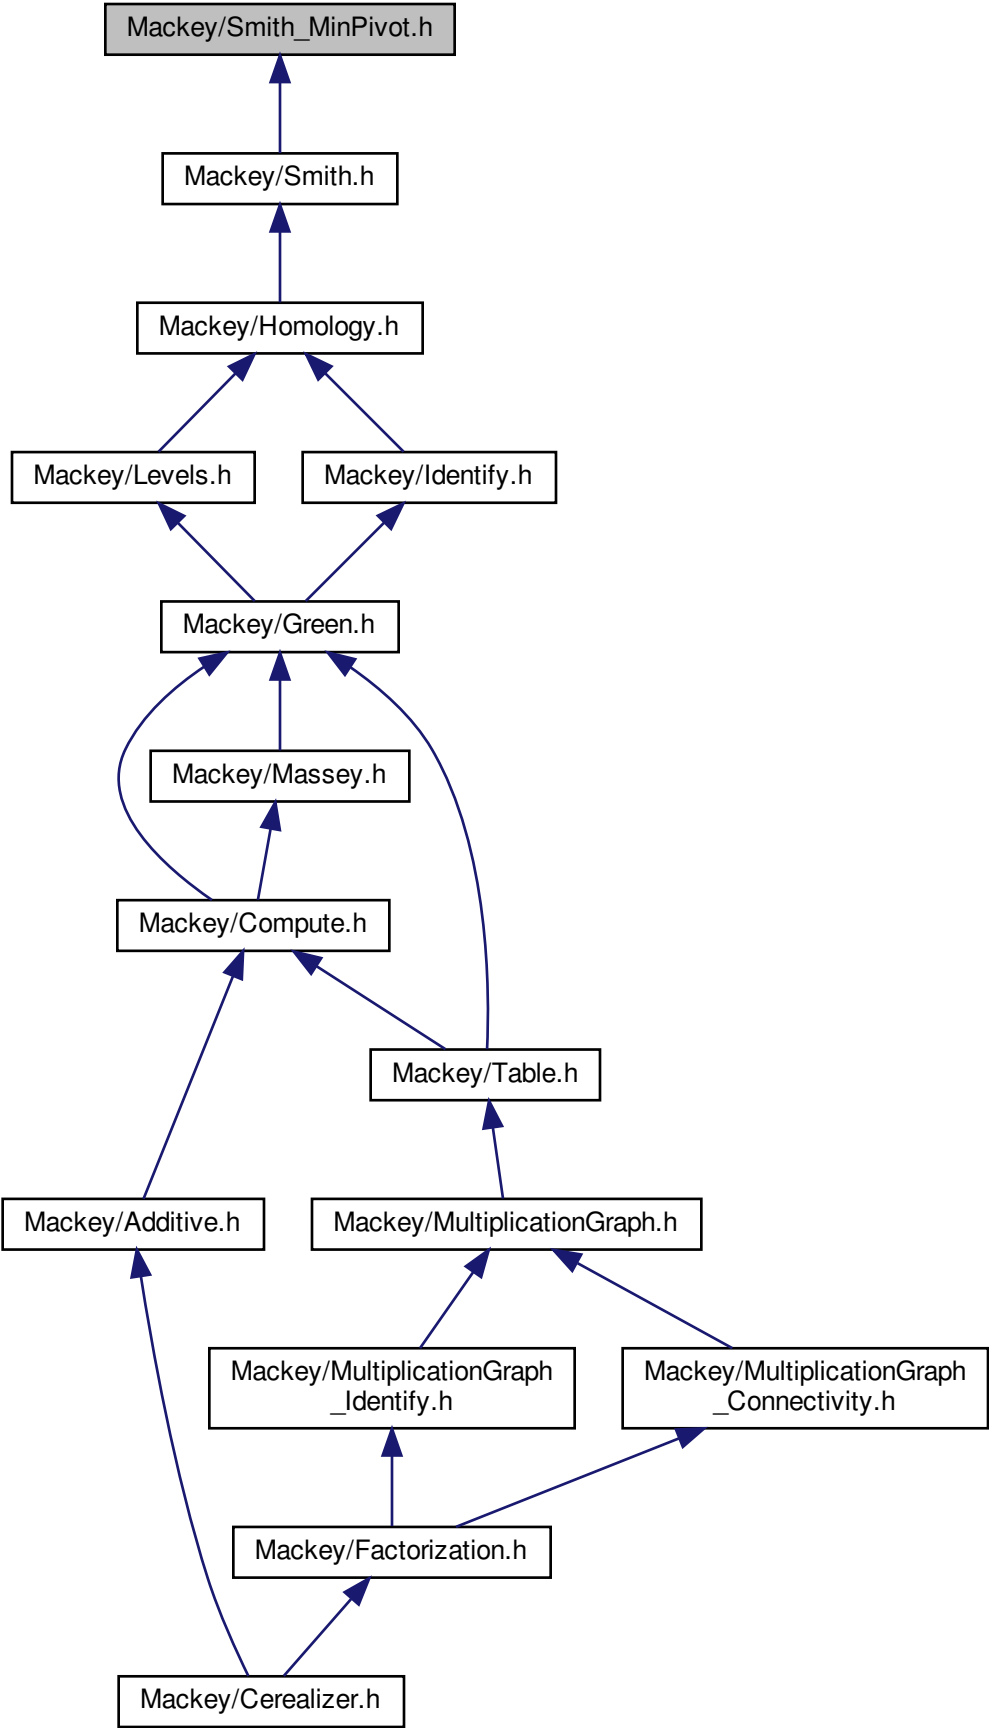 Mackey/Smith_MinPivot.h
Mackey/Smith.h
Mackey/Homology.h
Mackey/Levels.h
Mackey/Identify.h
Mackey/Green.h
Mackey/Massey.h
Mackey/Compute.h
Mackey/Table.h
Mackey/Additive.h
Mackey/MultiplicationGraph.h
Mackey/MultiplicationGraph
_Identify.h
Mackey/MultiplicationGraph
_Connectivity.h
Mackey/Factorization.h
Mackey/Cerealizer.h